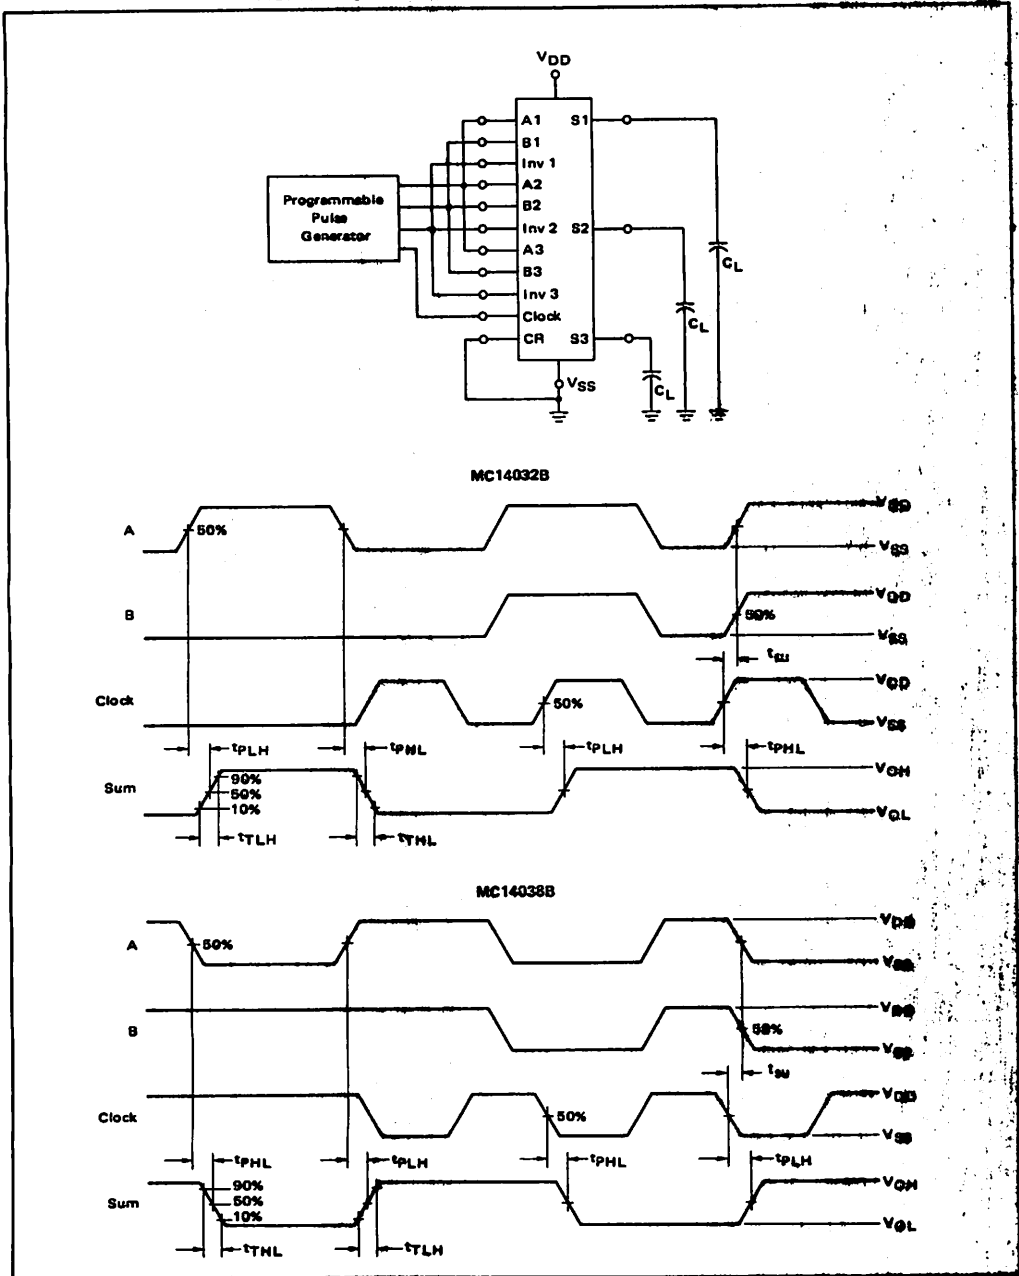 VDD
A1 S1
B1
Inv 1
A2
B2
Inv 2 S2
A3
B3
Inv 3
Clock
CR S3
Programmable
Pulse
Generator
CL
CL
CL
VSS
MC14032B
A
50%
VDD
VSS
B
50%
VDD
VSS
tsu
Clock
50%
VDD
VSS
tPLH
tPHL
tPLH
tPHL
Sum
90%
50%
10%
VOH
VOL
tTLH
tTHL
MC14038B
A
50%
VDD
VSS
B
50%
VDD
VSS
tsu
Clock
50%
VDD
VSS
tPHL
tPLH
tPHL
tPLH
Sum
90%
50%
10%
VOH
VOL
tTHL
tTLH